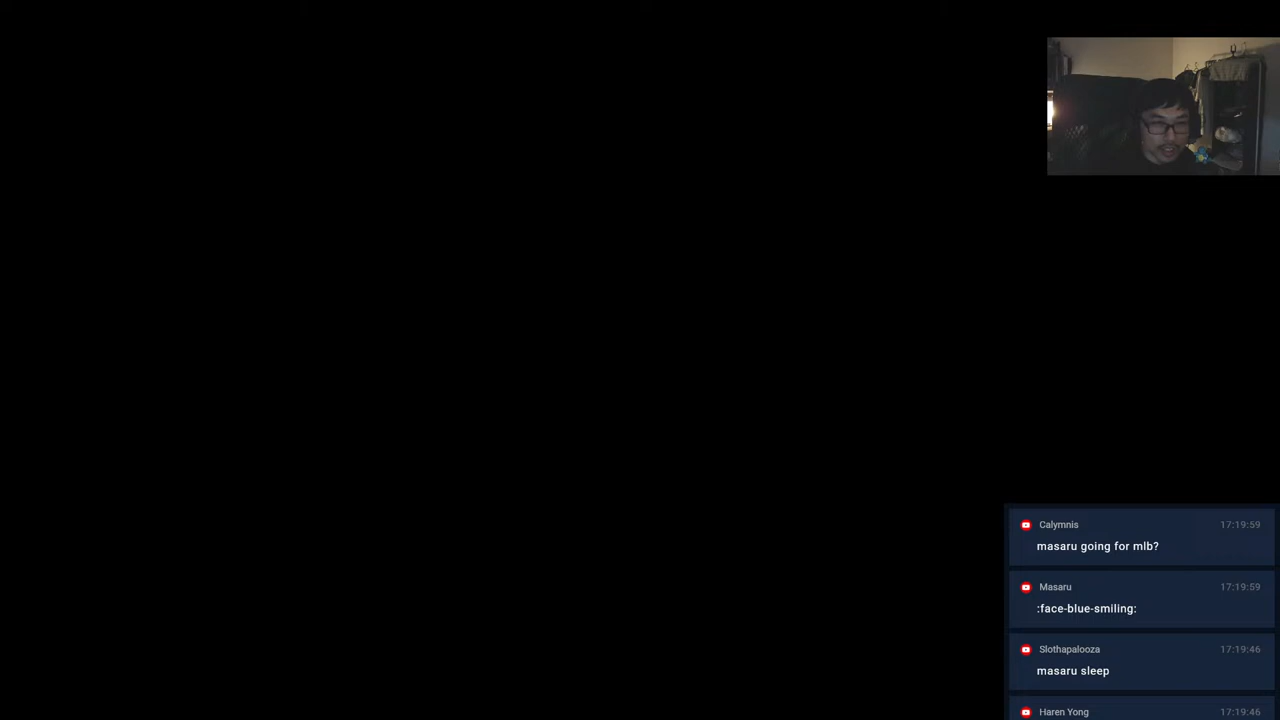 Calymnis 17:19:59
masaru going for mlb?
Masaru 17:19:59
:face-blue-smiling:
Slothapalooza 17:19:46
masaru sleep
Haren Yong 17:19:46